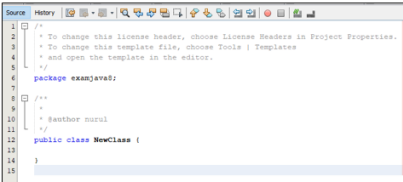 Source History
1 /*
2 * To change this license header, choose License Headers in Project Properties.
3 * To change this template file, choose Tools | Templates
4 * and open the template in the editor.
5 */
6 package examjava8;
7
8 /**
9 *
10 * @author nurul
11 */
12 public class NewClass {
13
14 }
15